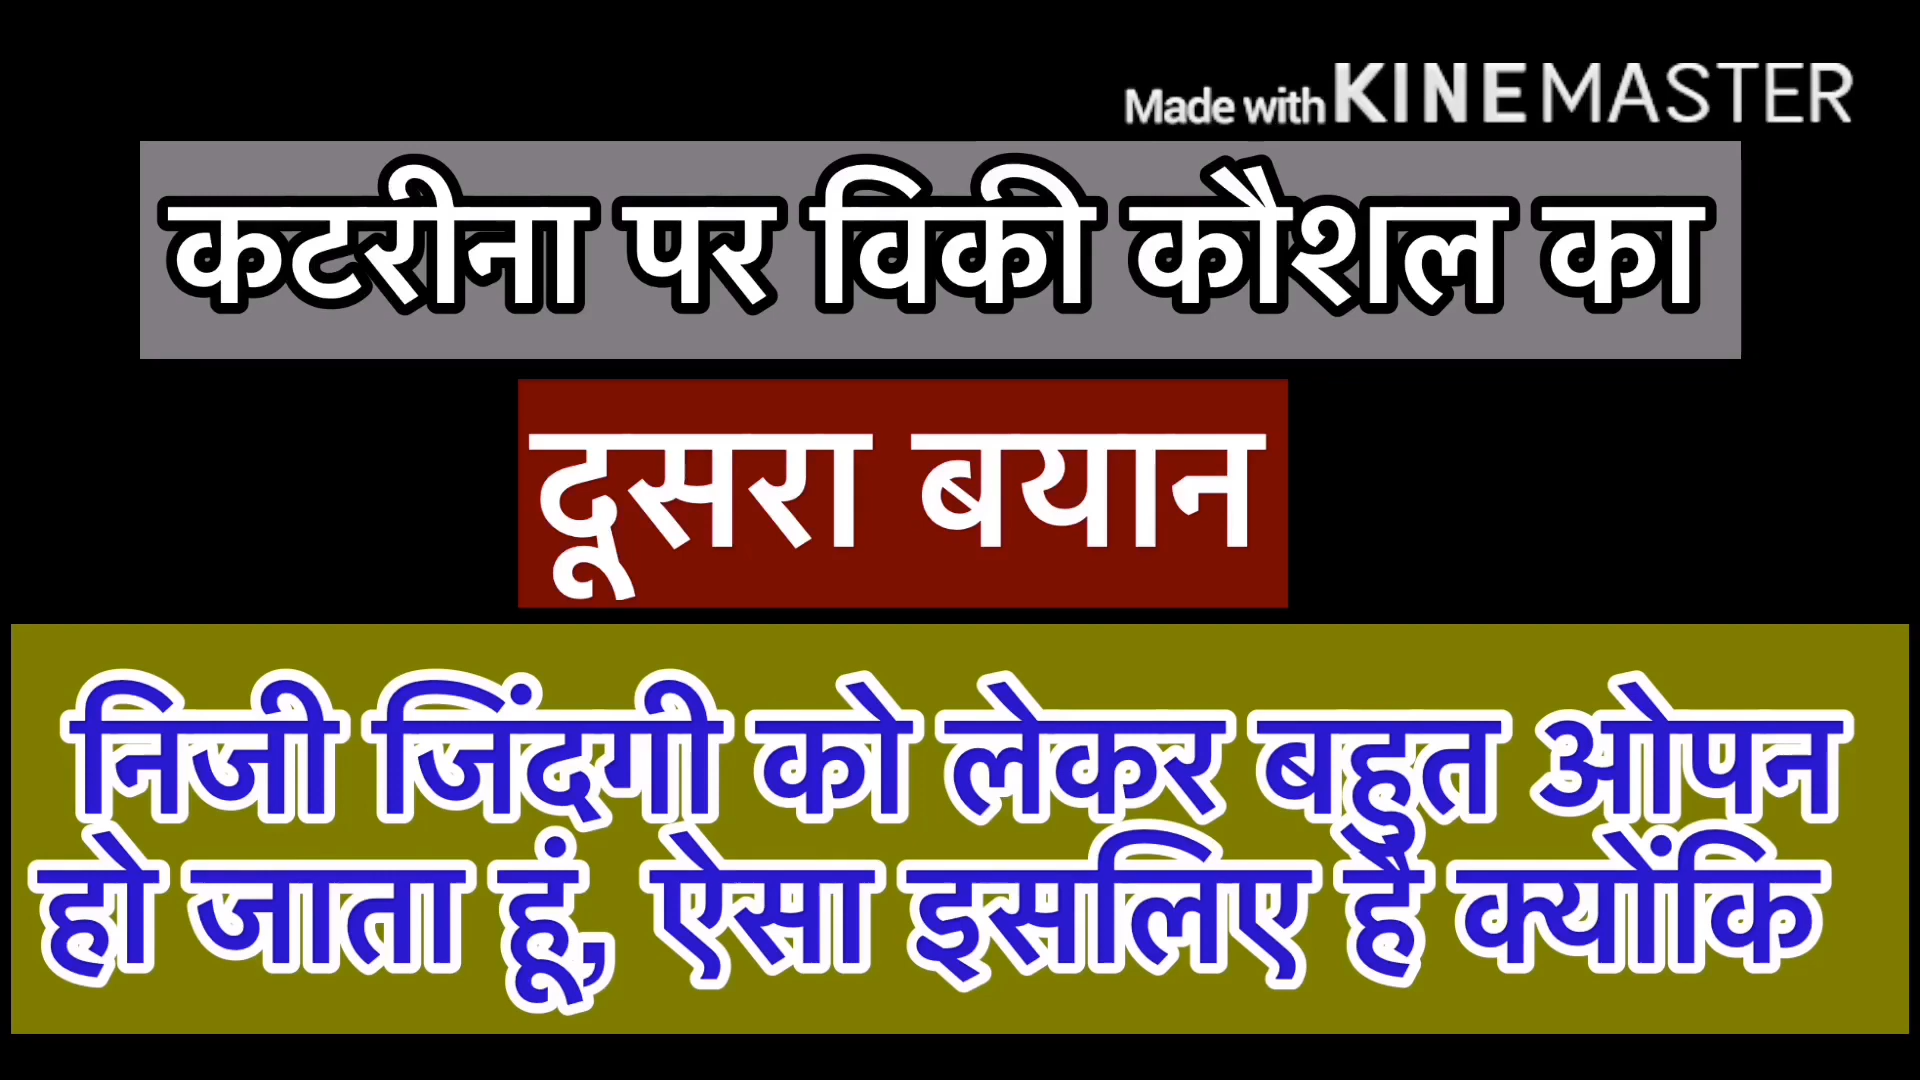 Made with KINEMASTER
कटरीना पर विकी कौशल का
दूसरा बयान
निजी जिंदगी को लेकर बहुत ओपन
हो जाता हूं, ऐसा इसलिए है क्योंकि